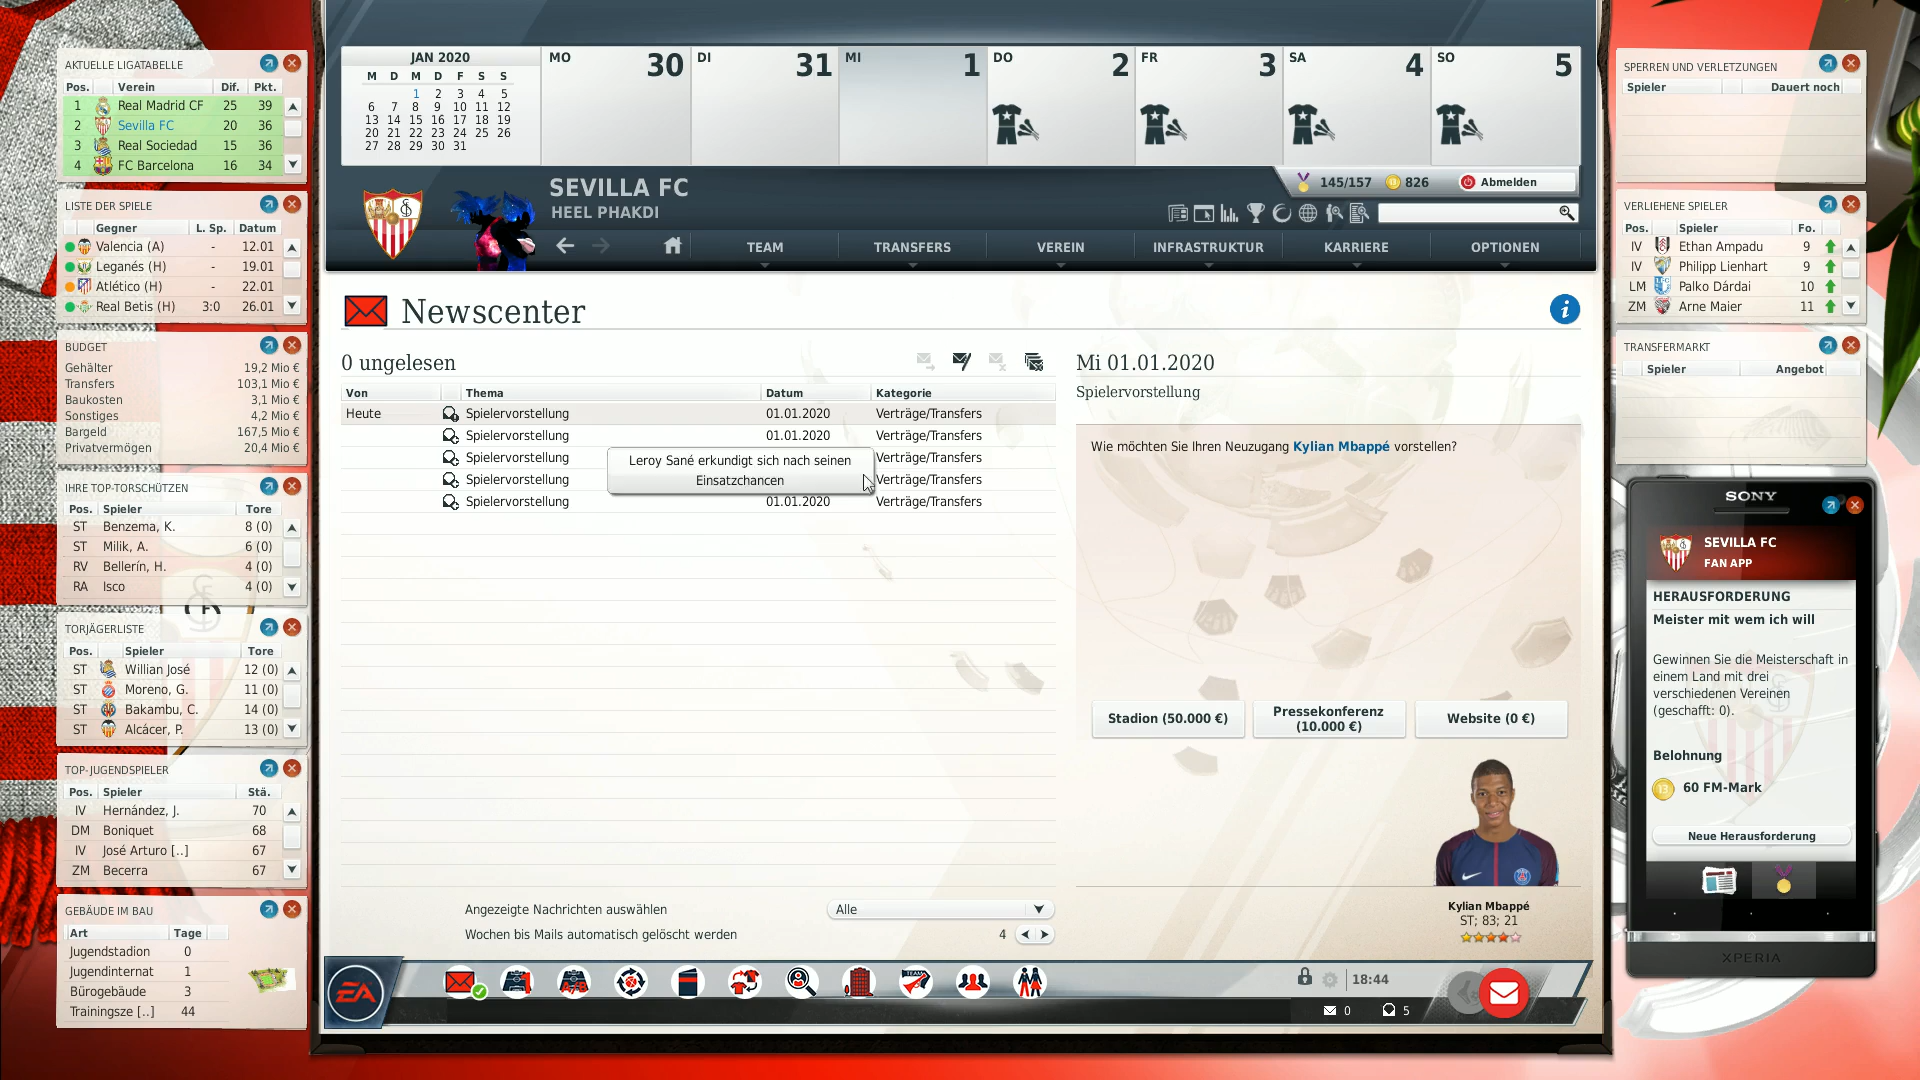 AKTUELLE LIGATABELLE
Pos. Verein Dif. Pkt.
1 Real Madrid CF 25 39
2 Sevilla FC 20 36
3 Real Sociedad 15 36
4 FC Barcelona 16 34
LISTE DER SPIELE
Gegner L. Sp. Datum
Valencia (A) - 12.01
Leganés (H) - 19.01
Atlético (H) - 22.01
Real Betis (H) 3:0 26.01
BUDGET
Gehälter 19,2 Mio €
Transfers 103,1 Mio €
Baukosten 3,1 Mio €
Sonstiges 4,2 Mio €
Bargeld 167,5 Mio €
Privatvermögen 20,4 Mio €
IHRE TOP-TORSCHÜTZEN
Pos. Spieler Tore
ST Benzema, K. 8 (0)
ST Milik, A. 6 (0)
RV Bellerín, H. 4 (0)
RA Isco 4 (0)
TORJÄGERLISTE
Pos. Spieler Tore
ST Willian José 12 (0)
ST Moreno, G. 11 (0)
ST Bakambu, C. 14 (0)
ST Alcácer, P. 13 (0)
TOP-JUGENDSPIELER
Pos. Spieler Stä.
IV Hernández, J. 70
DM Boniquet 68
IV José Arturo [..] 67
ZM Becerra 67
GEBÄUDE IM BAU
Art Tage
Jugendstadion 0
Jugendinternat 1
Bürogebäude 3
Trainingsze [..] 44
JAN 2020
M D M D F S S
1 2 3 4 5
6 7 8 9 10 11 12
13 14 15 16 17 18 19
20 21 22 23 24 25 26
27 28 29 30 31
MO 30 DI 31 MI 1 DO 2 FR 3 SA 4 SO 5
SEVILLA FC
HEEL PHAKDI
145/157 826 Abmelden
TEAM TRANSFERS VEREIN INFRASTRUKTUR KARRIERE OPTIONEN
Newscenter
0 ungelesen
Von Thema Datum Kategorie
Heute Spielervorstellung 01.01.2020 Verträge/Transfers
Spielervorstellung 01.01.2020 Verträge/Transfers
Spielervorstellung Verträge/Transfers
Spielervorstellung Verträge/Transfers
Spielervorstellung 01.01.2020 Verträge/Transfers
Leroy Sané erkundigt sich nach seinen
Einsatzchancen
Angezeigte Nachrichten auswählen Alle
Wochen bis Mails automatisch gelöscht werden 4
Mi 01.01.2020
Spielervorstellung
Wie möchten Sie Ihren Neuzugang Kylian Mbappé vorstellen?
Stadion (50.000 €)
Pressekonferenz
(10.000 €)
Website (0 €)
Kylian Mbappé
ST; 83; 21
EA
A/B
TEAM
18:44
0 5
SPERREN UND VERLETZUNGEN
Spieler Dauert noch
VERLIEHENE SPIELER
Pos. Spieler Fo.
IV Ethan Ampadu 9
IV Philipp Lienhart 9
LM Palko Dárdai 10
ZM Arne Maier 11
TRANSFERMARKT
Spieler Angebot
SONY
SEVILLA FC
FAN APP
HERAUSFORDERUNG
Meister mit wem ich will
Gewinnen Sie die Meisterschaft in
einem Land mit drei
verschiedenen Vereinen
(geschafft: 0).
Belohnung
13 60 FM-Mark
Neue Herausforderung
XPERIA